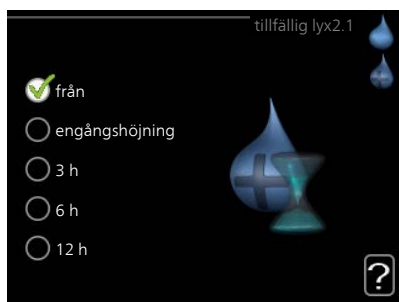 tillfällig lyx2.1
från
engångshöjning
3 h
6 h
12 h
?